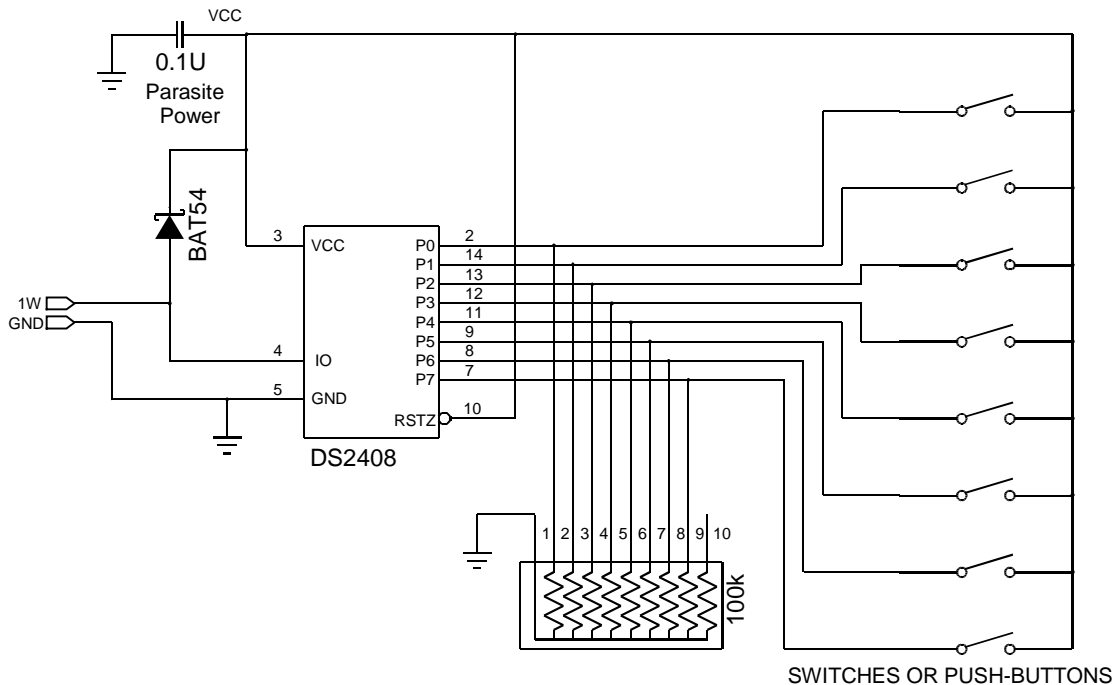 VCC
0.1U
Parasite
Power
BAT54
3 VCC P0 2
P1 14
P2 13
1W P3 12
GND P4 11
P5 9
4 IO P6 8
P7 7
5 GND
RSTZ 10
DS2408
1 2 3 4 5 6 7 8 9 10
100k
SWITCHES OR PUSH-BUTTONS